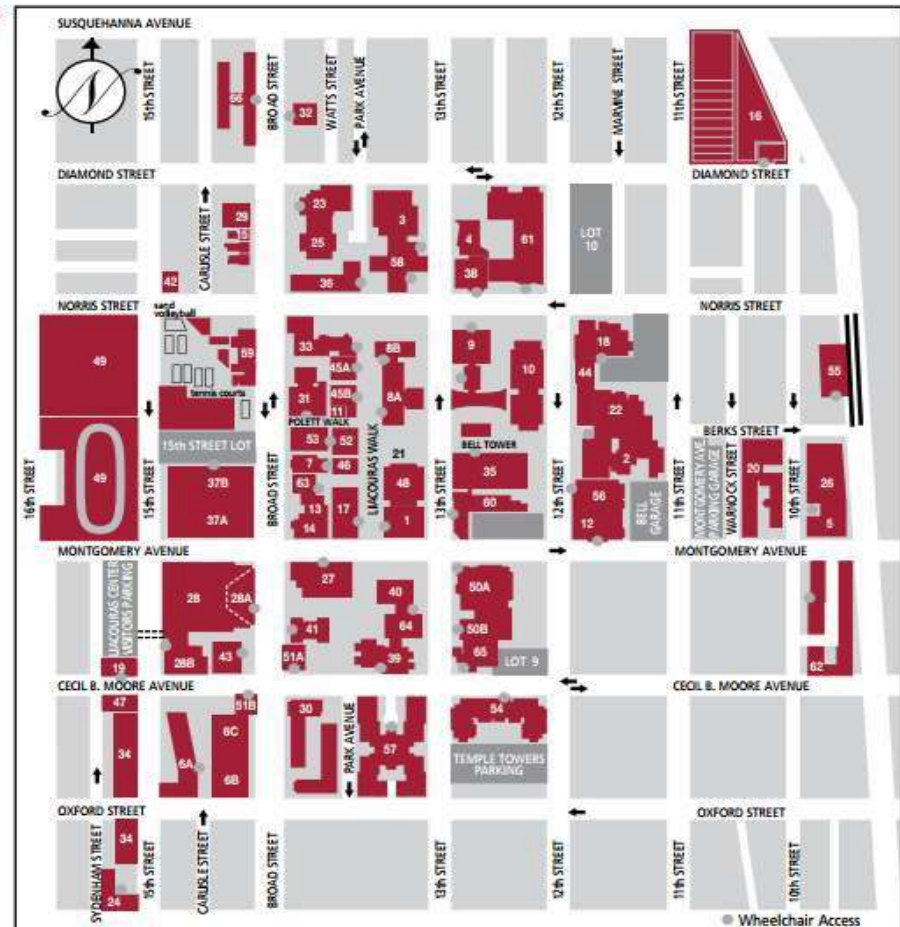 SUSQUEHANNA AVENUE
N
15th STREET
BROAD STREET
WATTS STREET
PARK AVENUE
13th STREET
12th STREET
MARVINE STREET
11th STREET
32
16
DIAMOND STREET
DIAMOND STREET
CARLISLE STREET
29
23
25
36
3
58
4
38
61
LOT 10
42
NORRIS STREET
NORRIS STREET
sand volleyball
49
59
tennis courts
33
45A
31
45B
11
8B
8A
9
10
18
44
22
2
55
POLETT WALK
BELL TOWER
BERKS STREET
16th STREET
49
15th STREET
15th STREET LOT
37B
37A
BROAD STREET
53
52
7
46
63
13
14
17
LIACOURAS WALK
21
48
1
13th STREET
35
60
12th STREET
56
12
BELL GARAGE
11th STREET
MONTGOMERY AVE PARKING GARAGE
WARNOCK STREET
20
10th STREET
26
5
MONTGOMERY AVENUE
MONTGOMERY AVENUE
LIACOURAS CENTER VISITORS PARKING
28
28A
28B
43
19
27
41
51A
40
64
39
50A
50B
65
LOT 9
62
CECIL B. MOORE AVENUE
CECIL B. MOORE AVENUE
47
34
6A
51B
6C
6B
30
PARK AVENUE
57
54
TEMPLE TOWERS PARKING
OXFORD STREET
OXFORD STREET
34
24
SYDENHAM STREET
15th STREET
CARLISLE STREET
BROAD STREET
13th STREET
12th STREET
11th STREET
10th STREET
Wheelchair Access